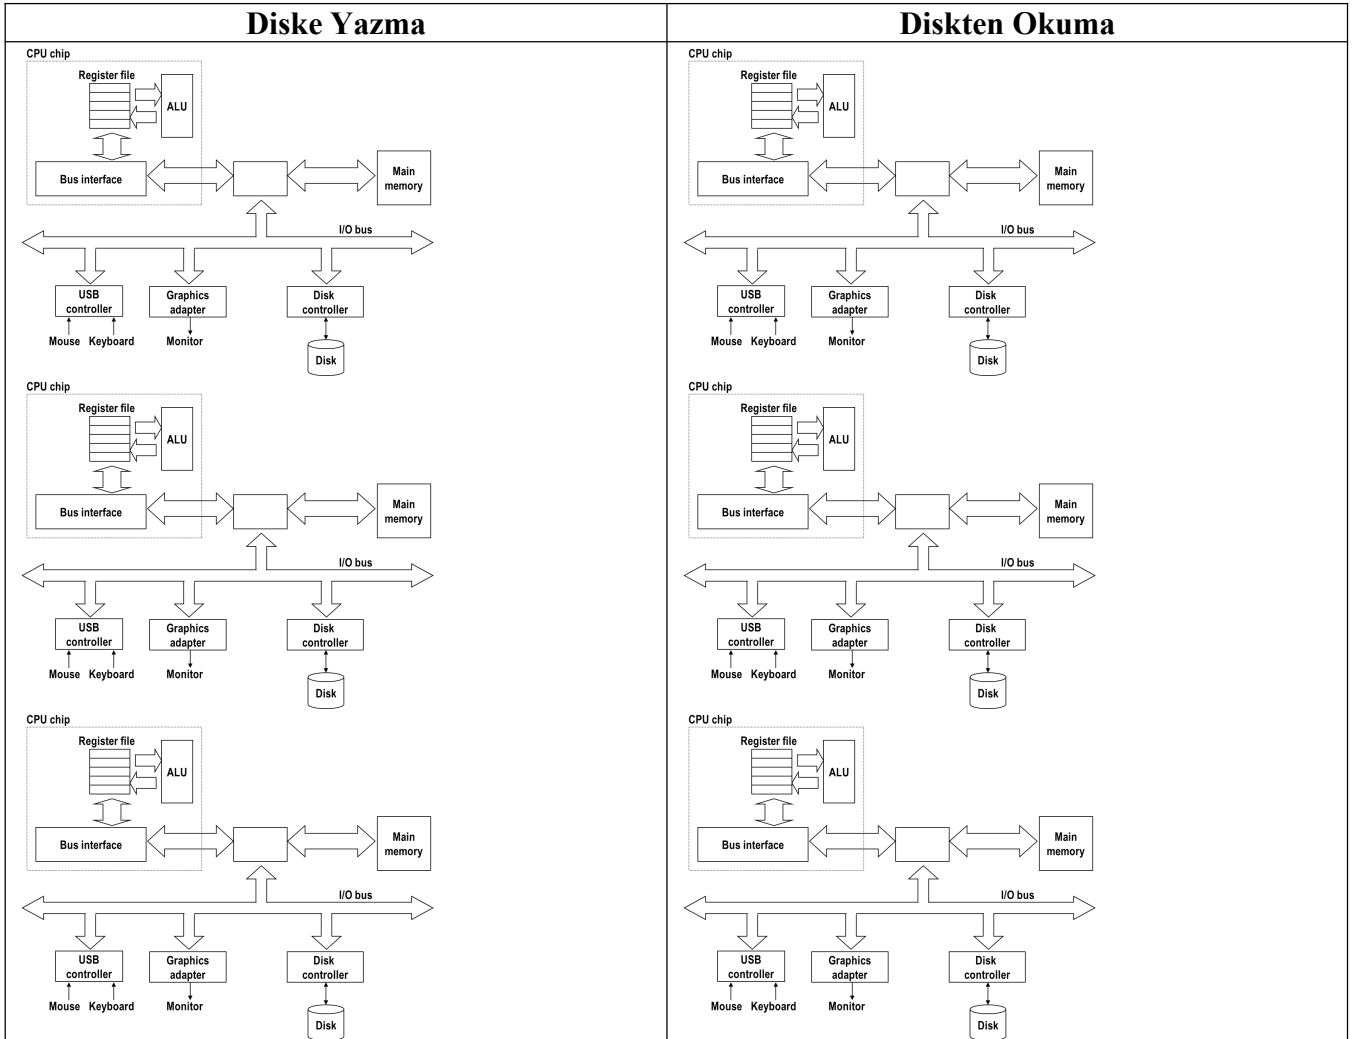 Diske Yazma
Diskten Okuma
CPU chip
Register file
ALU
Bus interface
Main
memory
I/O bus
USB
controller
Graphics
adapter
Disk
controller
Mouse Keyboard
Monitor
Disk
CPU chip
Register file
ALU
Bus interface
Main
memory
I/O bus
USB
controller
Graphics
adapter
Disk
controller
Mouse Keyboard
Monitor
Disk
CPU chip
Register file
ALU
Bus interface
Main
memory
I/O bus
USB
controller
Graphics
adapter
Disk
controller
Mouse Keyboard
Monitor
Disk
CPU chip
Register file
ALU
Bus interface
Main
memory
I/O bus
USB
controller
Graphics
adapter
Disk
controller
Mouse Keyboard
Monitor
Disk
CPU chip
Register file
ALU
Bus interface
Main
memory
I/O bus
USB
controller
Graphics
adapter
Disk
controller
Mouse Keyboard
Monitor
Disk
CPU chip
Register file
ALU
Bus interface
Main
memory
I/O bus
USB
controller
Graphics
adapter
Disk
controller
Mouse Keyboard
Monitor
Disk